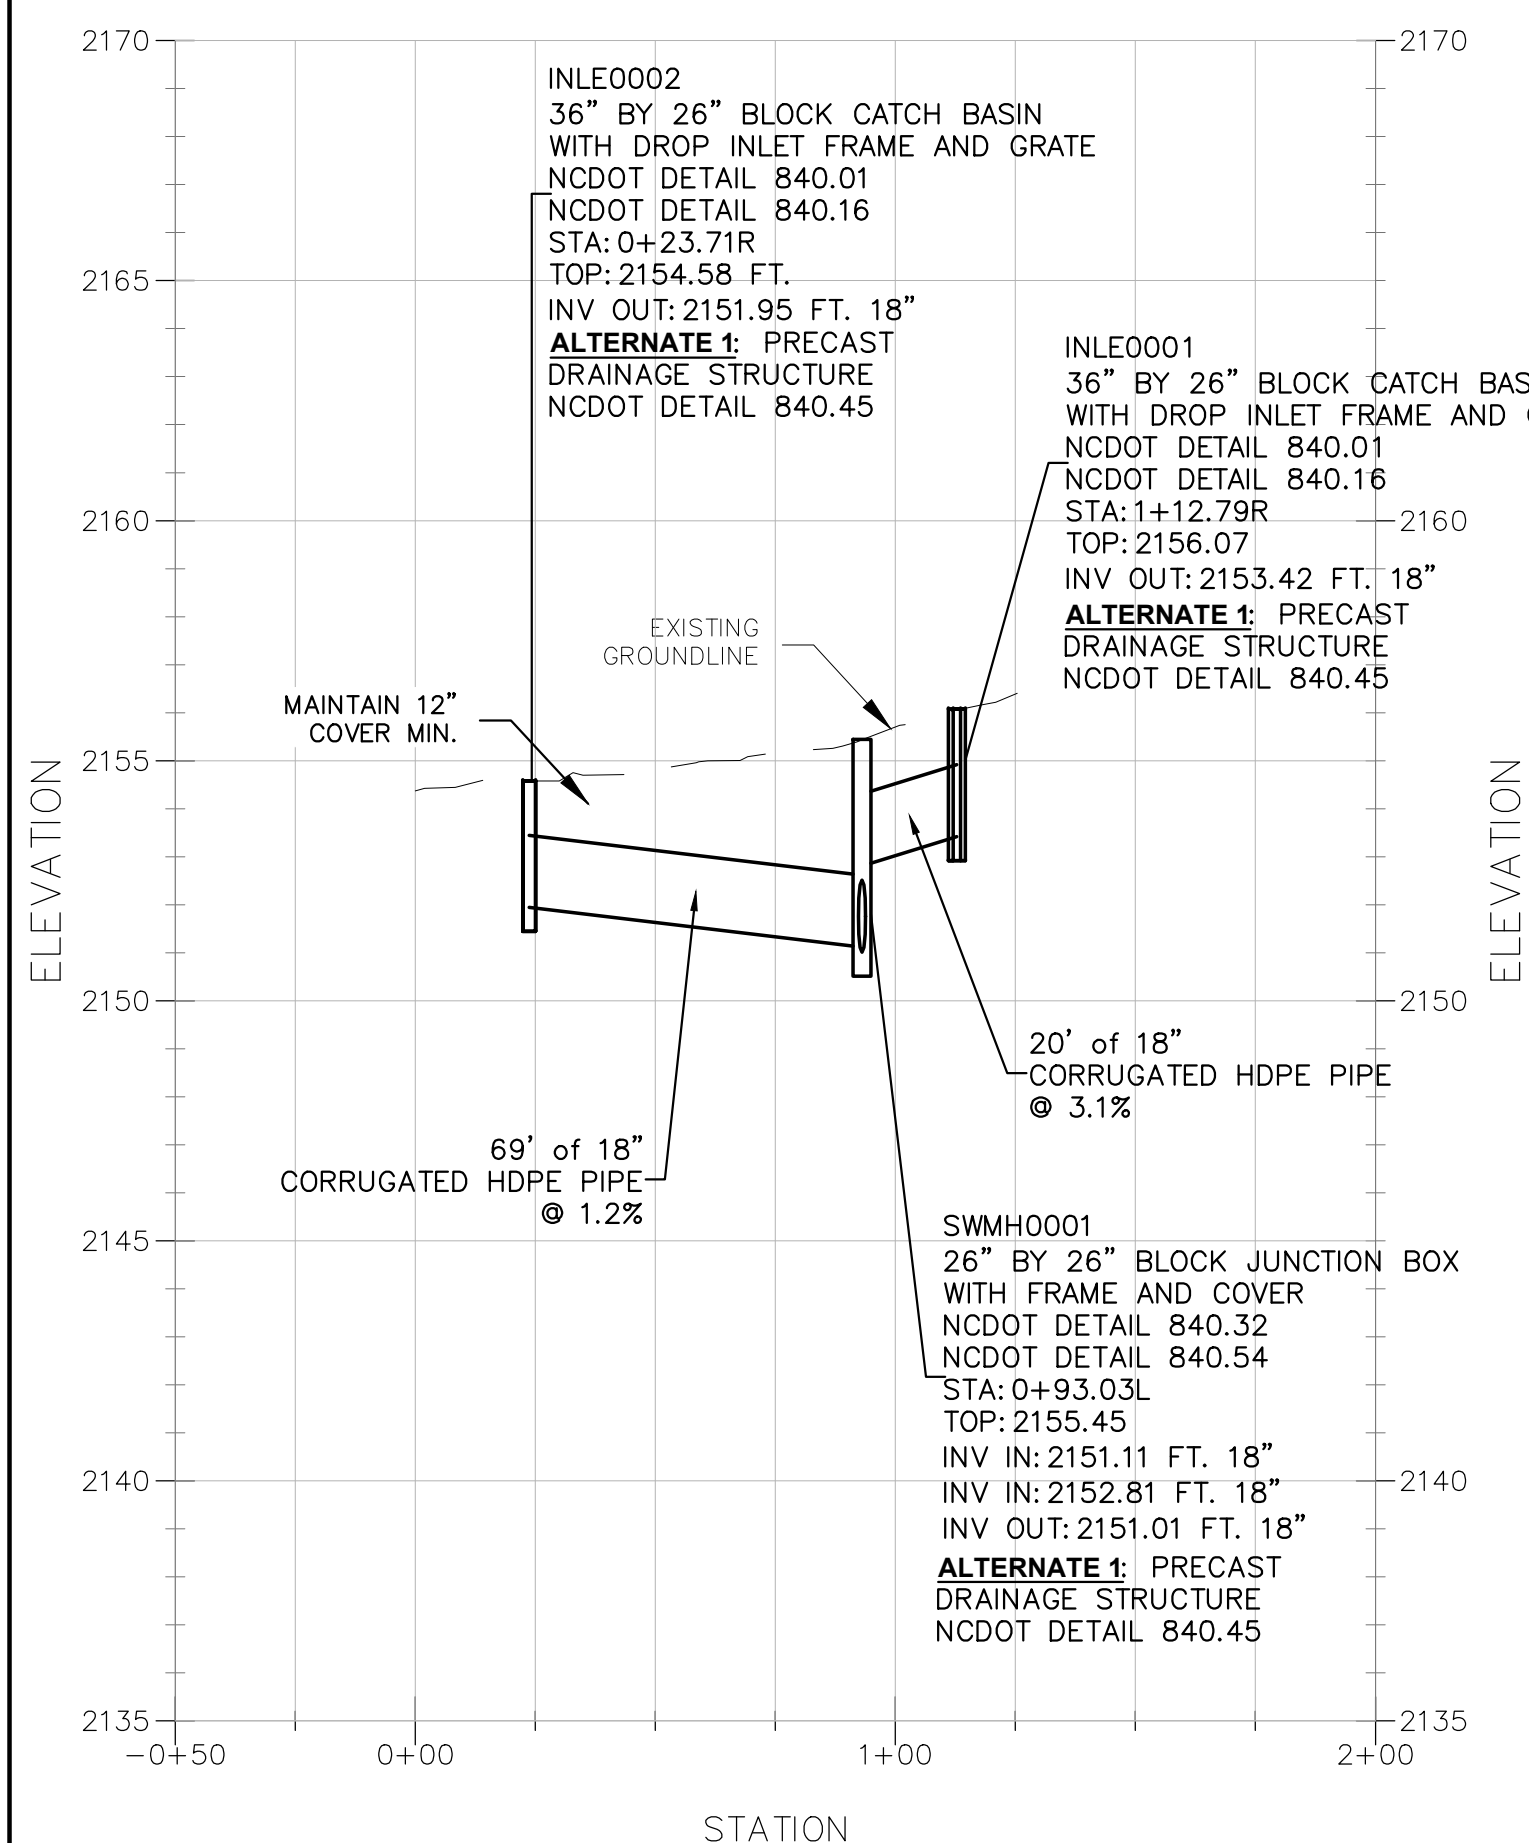 2170
2170
INLE0002
36” BY 26” BLOCK CATCH BASIN
WITH DROP INLET FRAME AND GRATE
NCDOT DETAIL 840.01
NCDOT DETAIL 840.16
STA: 0+23.71R
TOP: 2154.58 FT.
INV OUT: 2151.95 FT. 18”
ALTERNATE 1: PRECAST
DRAINAGE STRUCTURE
NCDOT DETAIL 840.45
2165
INLE0001
36” BY 26” BLOCK CATCH BAS
WITH DROP INLET FRAME AND
NCDOT DETAIL 840.01
NCDOT DETAIL 840.16
STA: 1+12.79R
TOP: 2156.07
INV OUT: 2153.42 FT. 18”
ALTERNATE 1: PRECAST
DRAINAGE STRUCTURE
NCDOT DETAIL 840.45
2160
2160
EXISTING
GROUNDLINE
MAINTAIN 12”
COVER MIN.
2155
ELEVATION
ELEVATION
2150
2150
20’ of 18”
CORRUGATED HDPE PIPE
@ 3.1%
69’ of 18”
CORRUGATED HDPE PIPE
@ 1.2%
2145
SWMH0001
26” BY 26” BLOCK JUNCTION BOX
WITH FRAME AND COVER
NCDOT DETAIL 840.32
NCDOT DETAIL 840.54
STA: 0+93.03L
TOP: 2155.45
INV IN: 2151.11 FT. 18”
INV IN: 2152.81 FT. 18”
INV OUT: 2151.01 FT. 18”
ALTERNATE 1: PRECAST
DRAINAGE STRUCTURE
NCDOT DETAIL 840.45
2140
2140
2135
2135
-0+50
0+00
1+00
2+00
STATION